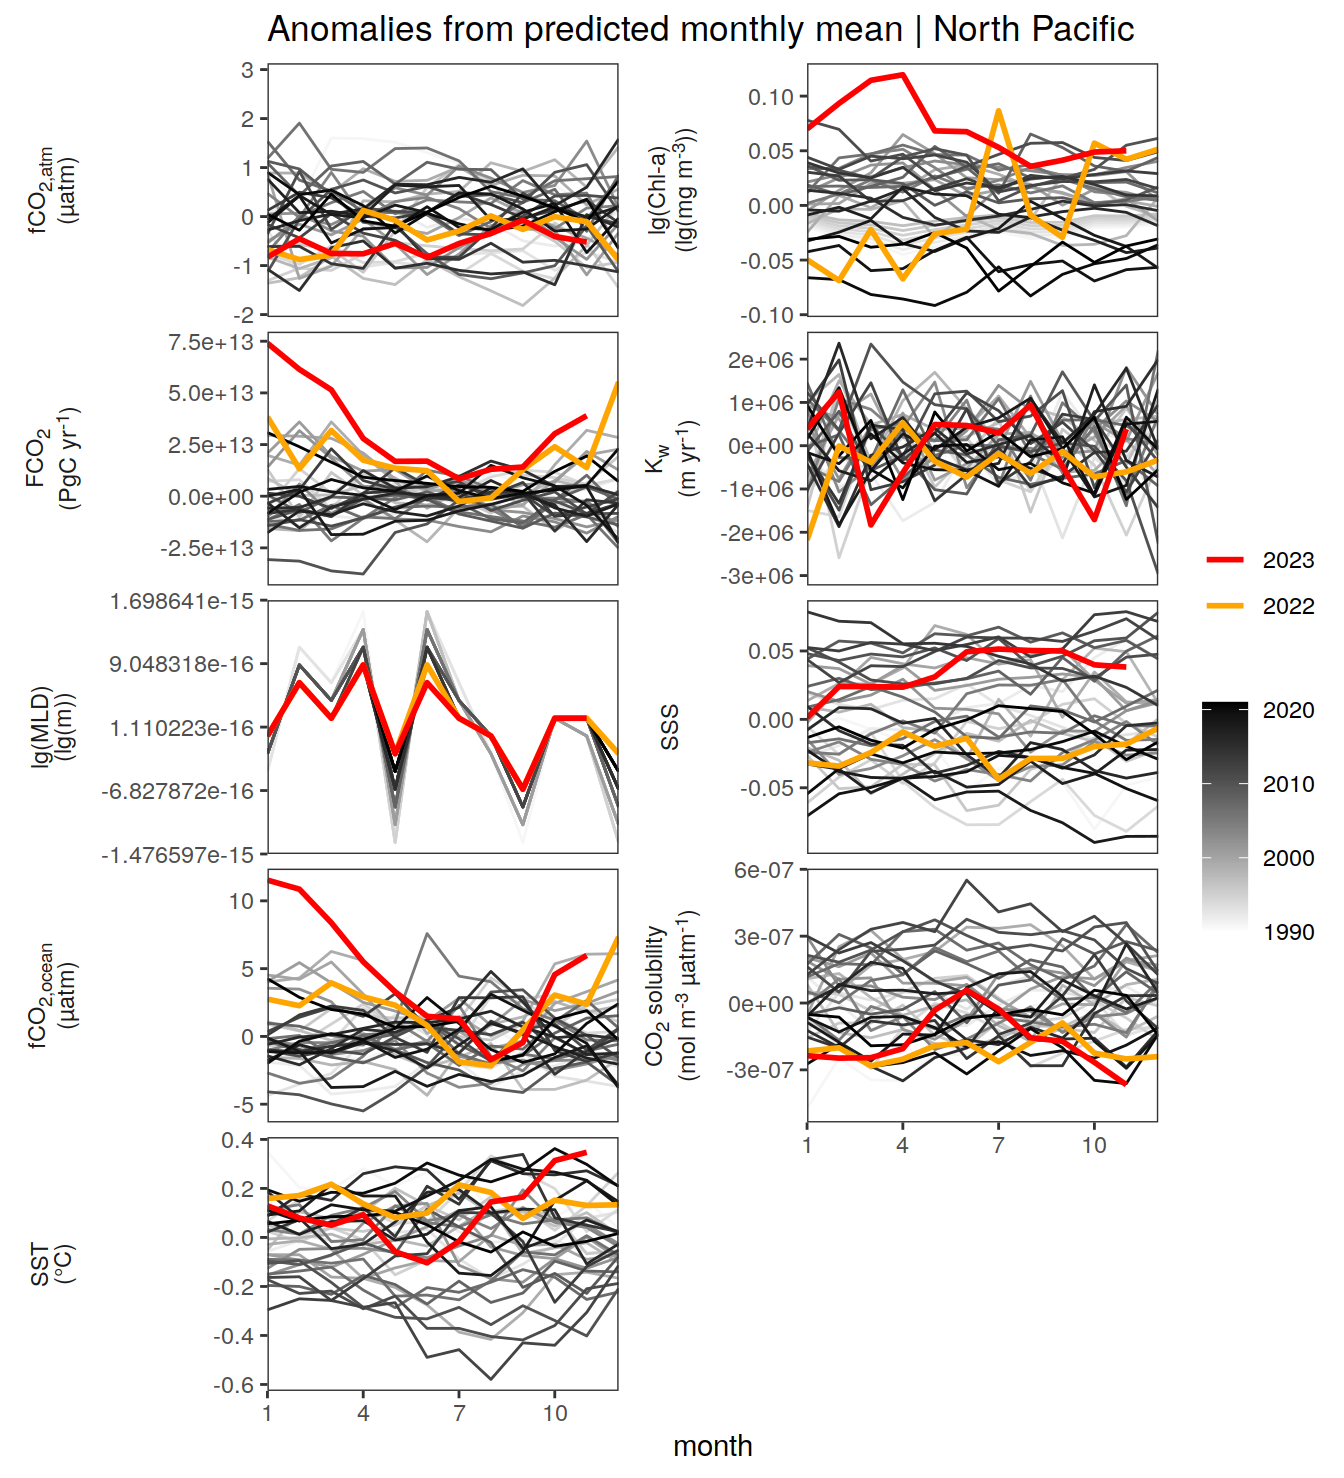 Anomalies from predicted monthly mean | North Pacific
fCO2,atm
(µatm)
3
2
1
0
-1
-2
lg(Chl-a)
(lg(mg m-3))
0.10
0.05
0.00
-0.05
-0.10
FCO2
(PgC yr-1)
7.5e+13
5.0e+13
2.5e+13
0.0e+00
-2.5e+13
Kw
(m yr-1)
2e+06
1e+06
0e+00
-1e+06
-2e+06
-3e+06
lg(MLD)
(lg(m))
1.698641e-15
9.048318e-16
1.110223e-16
-6.827872e-16
-1.476597e-15
SSS
0.05
0.00
-0.05
fCO2,ocean
(µatm)
10
5
0
-5
CO2 solubility
(mol m-3 µatm-1)
6e-07
3e-07
0e+00
-3e-07
1 4 7 10
SST
(°C)
0.4
0.2
0.0
-0.2
-0.4
-0.6
1 4 7 10
month
2023
2022
2020
2010
2000
1990